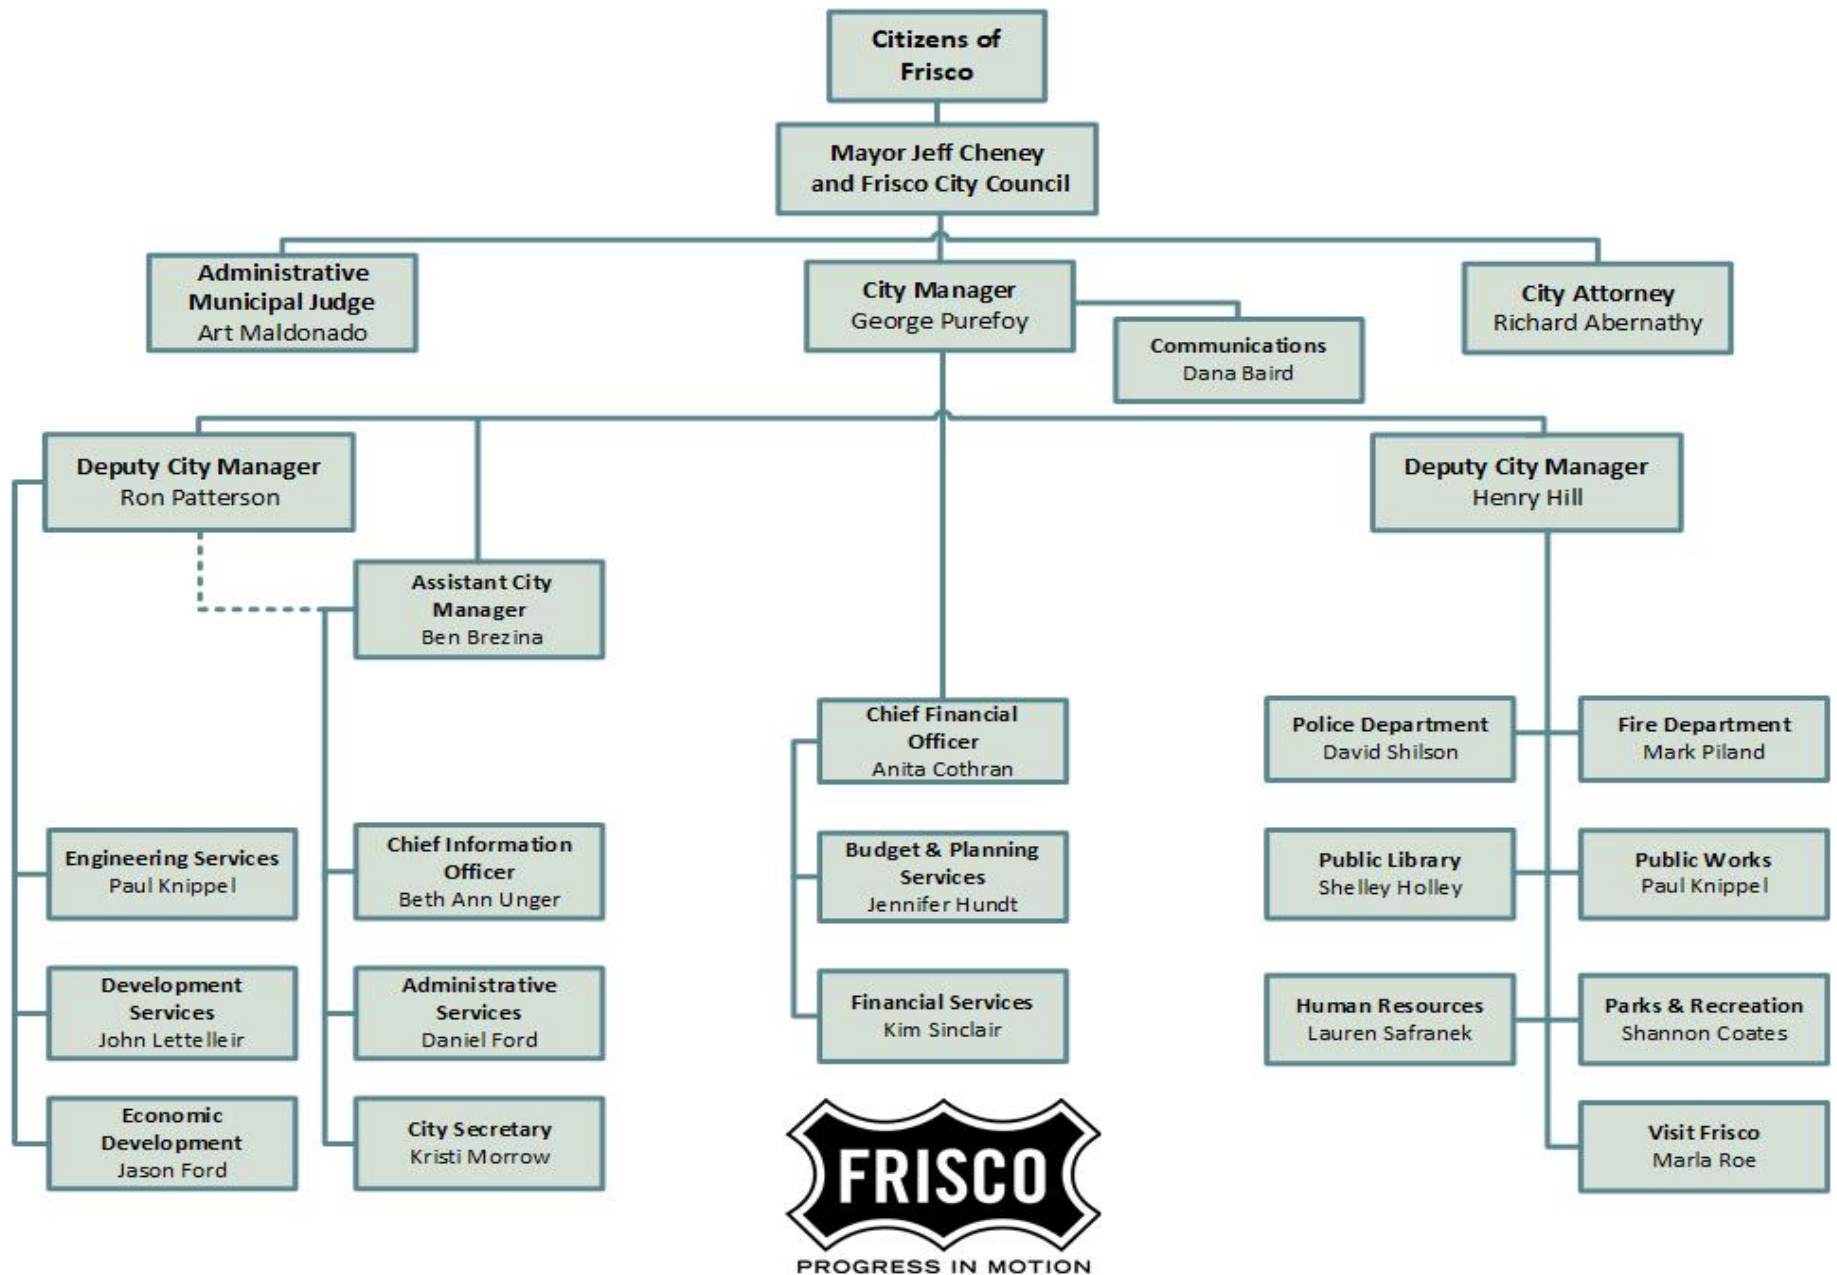 Citizens of
Frisco
Mayor Jeff Cheney
and Frisco City Council
Administrative
Municipal Judge
Art Maldonado
City Manager
George Purefoy
Communications
Dana Baird
City Attorney
Richard Abernathy
Deputy City Manager
Ron Patterson
Deputy City Manager
Henry Hill
Assistant City
Manager
Ben Brezina
Chief Financial
Officer
Anita Cothran
Police Department
David Shilson
Fire Department
Mark Piland
Engineering Services
Paul Knippel
Chief Information
Officer
Beth Ann Unger
Budget & Planning
Services
Jennifer Hundt
Public Library
Shelley Holley
Public Works
Paul Knippel
Development
Services
John Lettelleir
Administrative
Services
Daniel Ford
Financial Services
Kim Sinclair
Human Resources
Lauren Safranek
Parks & Recreation
Shannon Coates
Economic
Development
Jason Ford
City Secretary
Kristi Morrow
Visit Frisco
Marla Roe
FRISCO
PROGRESS IN MOTION